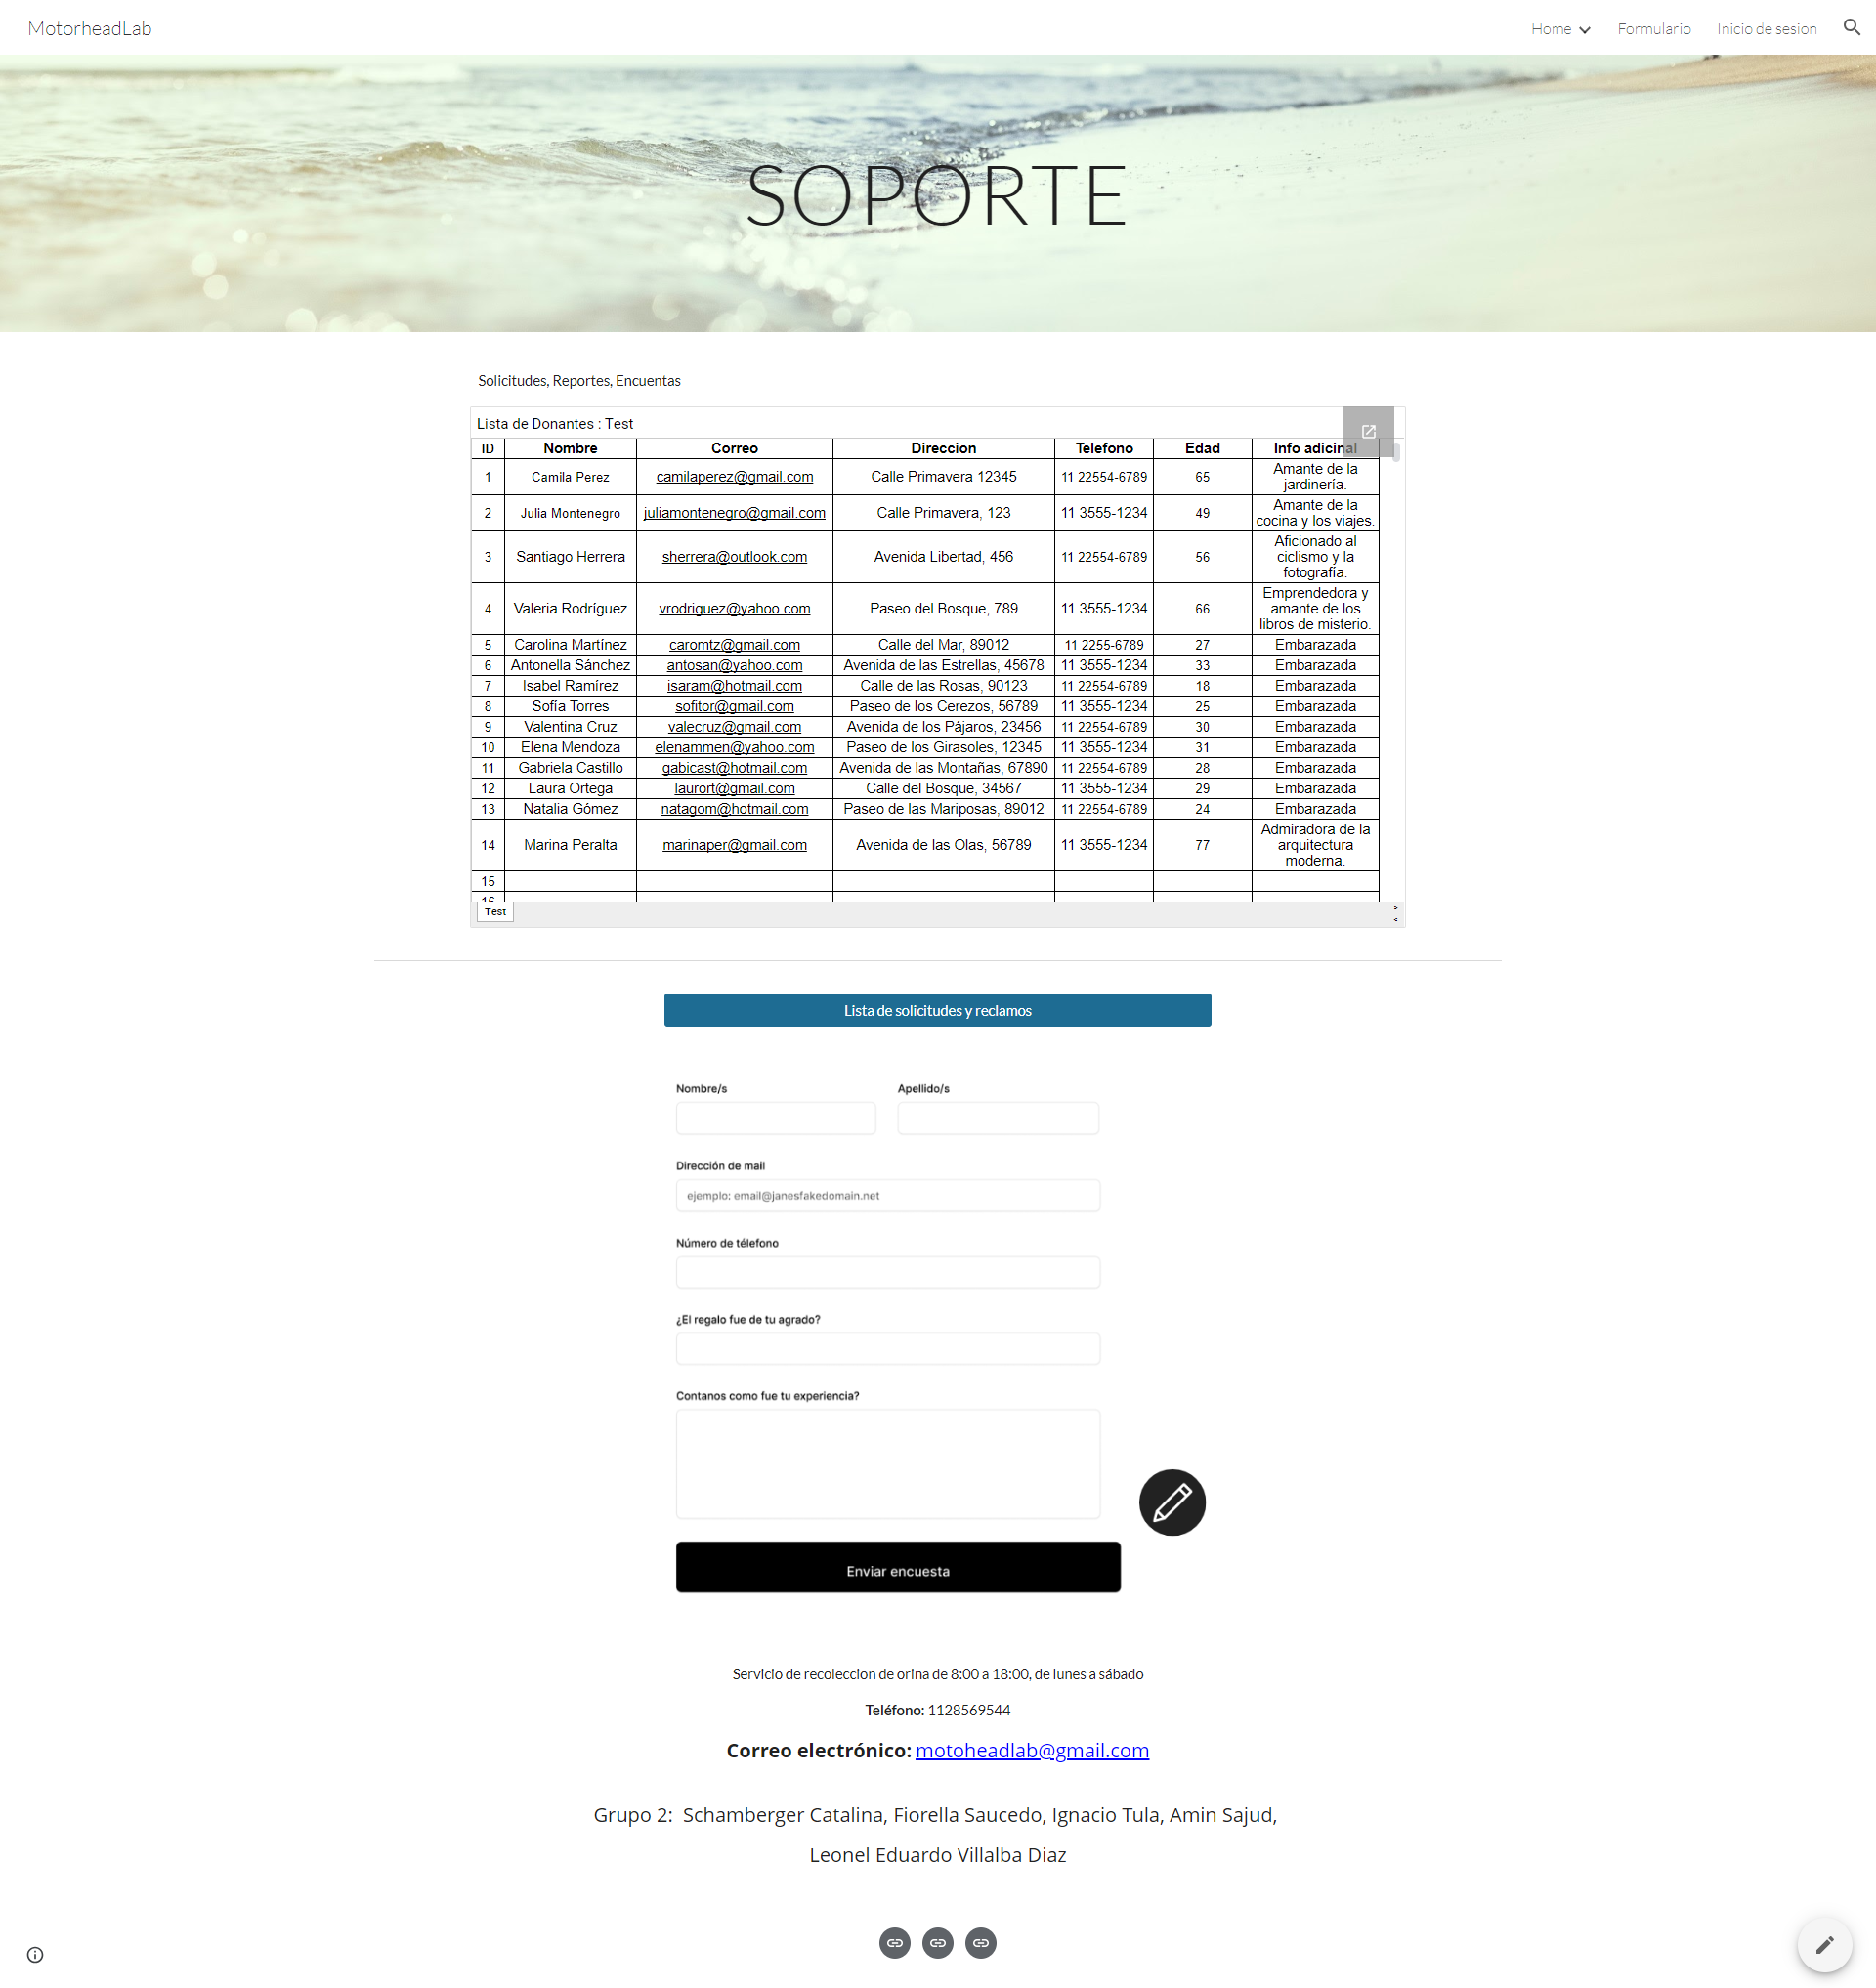 MotorheadLab
Home Formulario Inicio de sesion
SOPORTE
Solicitudes, Reportes, Encuentas
Lista de Donantes : Test
ID Nombre Correo Direccion Telefono Edad Info adicinal
1 Camila Perez camilaperez@gmail.com Calle Primavera 12345 11 22554-6789 65 Amante de la jardinería.
2 Julia Montenegro juliamontenegro@gmail.com Calle Primavera, 123 11 3555-1234 49 Amante de la cocina y los viajes.
3 Santiago Herrera sherrera@outlook.com Avenida Libertad, 456 11 22554-6789 56 Aficionado al ciclismo y la fotografía.
4 Valeria Rodríguez vrodriguez@yahoo.com Paseo del Bosque, 789 11 3555-1234 66 Emprendedora y amante de los libros de misterio.
5 Carolina Martínez caromtz@gmail.com Calle del Mar, 89012 11 2255-6789 27 Embarazada
6 Antonella Sánchez antosan@yahoo.com Avenida de las Estrellas, 45678 11 3555-1234 33 Embarazada
7 Isabel Ramírez isaram@hotmail.com Calle de las Rosas, 90123 11 22554-6789 18 Embarazada
8 Sofía Torres sofitor@gmail.com Paseo de los Cerezos, 56789 11 3555-1234 25 Embarazada
9 Valentina Cruz valecruz@gmail.com Avenida de los Pájaros, 23456 11 22554-6789 30 Embarazada
10 Elena Mendoza elenammen@yahoo.com Paseo de los Girasoles, 12345 11 3555-1234 31 Embarazada
11 Gabriela Castillo gabicast@hotmail.com Avenida de las Montañas, 67890 11 22554-6789 28 Embarazada
12 Laura Ortega laurort@gmail.com Calle del Bosque, 34567 11 3555-1234 29 Embarazada
13 Natalia Gómez natagom@hotmail.com Paseo de las Mariposas, 89012 11 22554-6789 24 Embarazada
14 Marina Peralta marinaper@gmail.com Avenida de las Olas, 56789 11 3555-1234 77 Admiradora de la arquitectura moderna.
15
16
Test
Lista de solicitudes y reclamos
Nombre/s Apellido/s
Dirección de mail
ejemplo: email@janesfakedomain.net
Número de télefono
¿El regalo fue de tu agrado?
Contanos como fue tu experiencia?
Enviar encuesta
Servicio de recoleccion de orina de 8:00 a 18:00, de lunes a sábado
Teléfono: 1128569544
Correo electrónico: motoheadlab@gmail.com
Grupo 2: Schamberger Catalina, Fiorella Saucedo, Ignacio Tula, Amin Sajud,
Leonel Eduardo Villalba Diaz